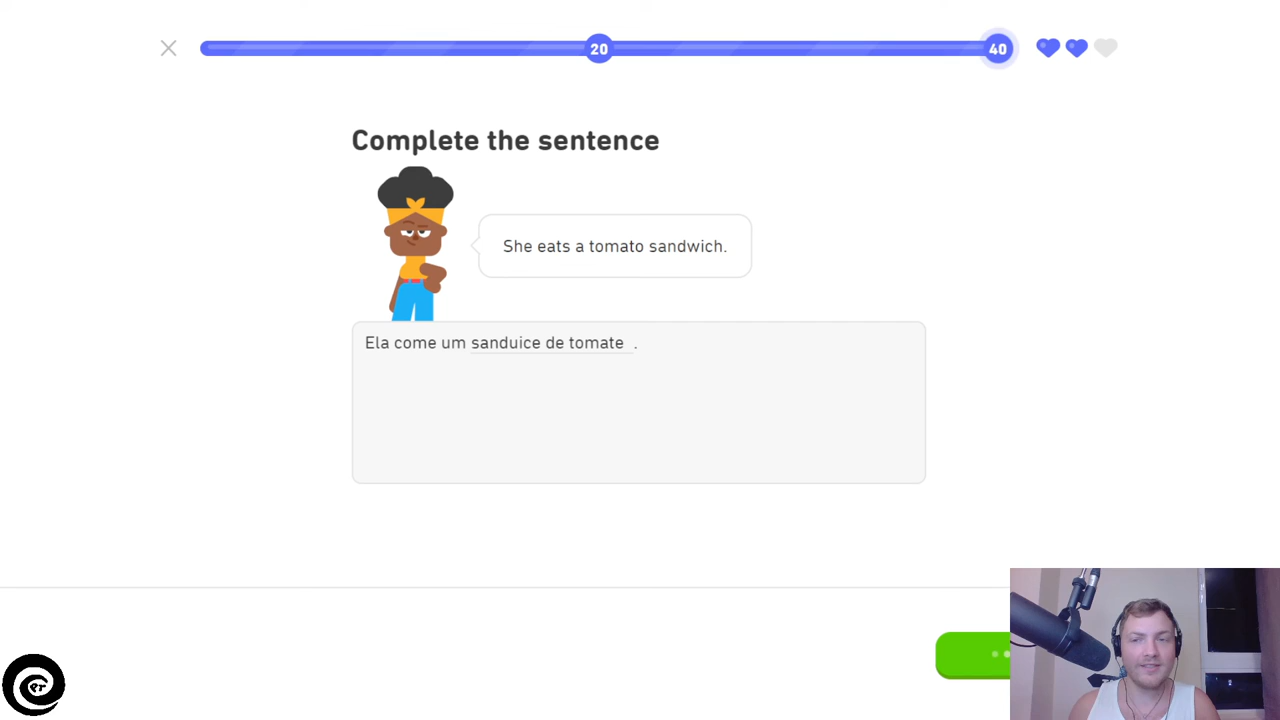 20
40
Complete the sentence
She eats a tomato sandwich.
Ela come um sanduice de tomate .